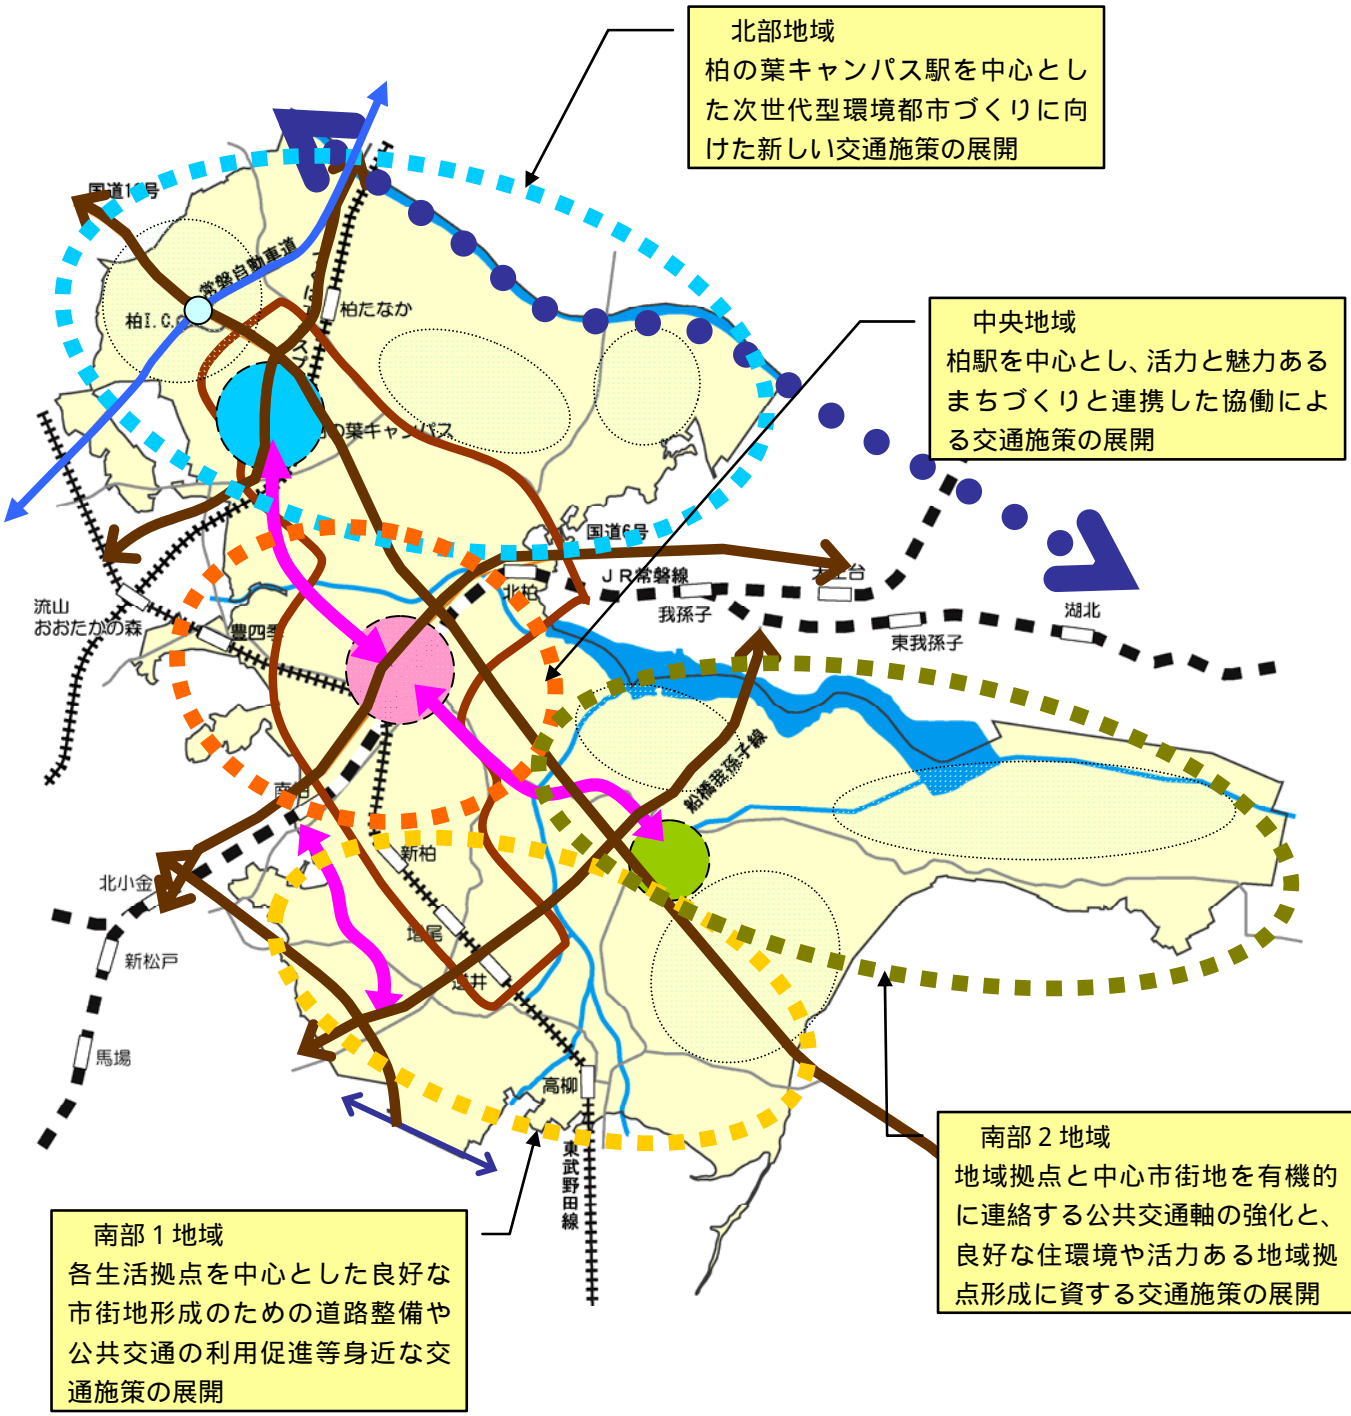 北部地域
柏の葉キャンパス駅を中心とし
た次世代型環境都市づくりに向
けた新しい交通施策の展開
常磐自動車道
柏たなか
柏I.C.
の葉キャンパス
中央地域
柏駅を中心とし、活力と魅力ある
まちづくりと連携した協働によ
る交通施策の展開
国道6号
JR常磐線
北柏
我孫子
東我孫子
湖北
流山
おおたかの森
豊四季
船橋我孫子線
新柏
北小金
増尾
新松戸
逆井
馬場
高柳
東武野田線
南部1地域
各生活拠点を中心とした良好な
市街地形成のための道路整備や
公共交通の利用促進等身近な交
通施策の展開
南部2地域
地域拠点と中心市街地を有機的
に連絡する公共交通軸の強化と、
良好な住環境や活力ある地域拠
点形成に資する交通施策の展開